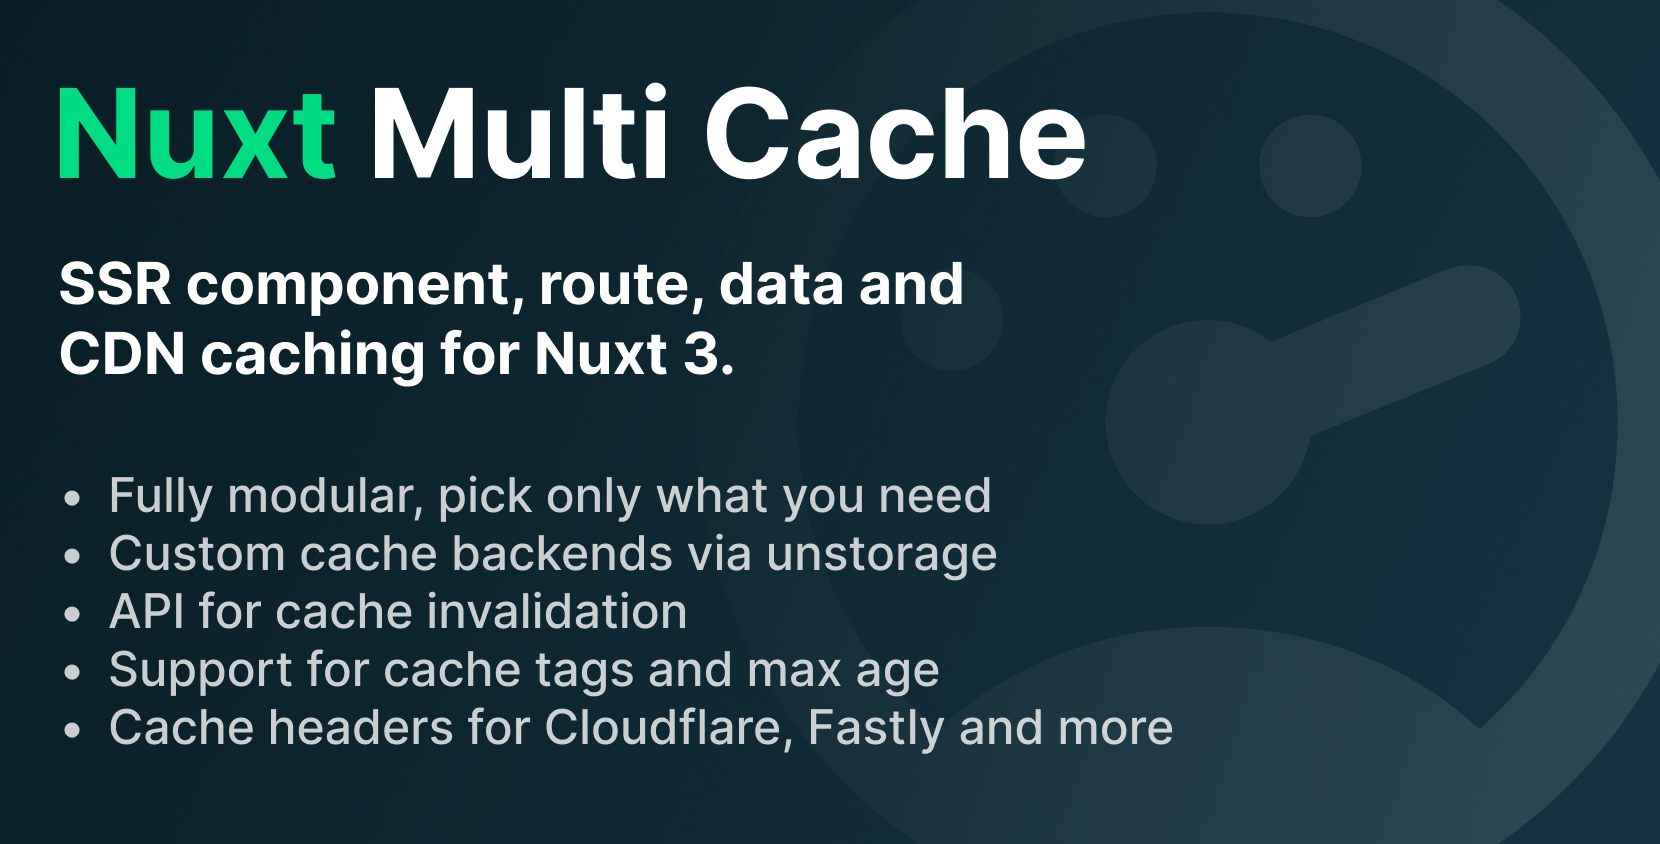 Nuxt Multi Cache
SSR component, route, data and
CDN caching for Nuxt 3.
• Fully modular, pick only what you need
• Custom cache backends via unstorage
• API for cache invalidation
• Support for cache tags and max age
• Cache headers for Cloudflare, Fastly and more